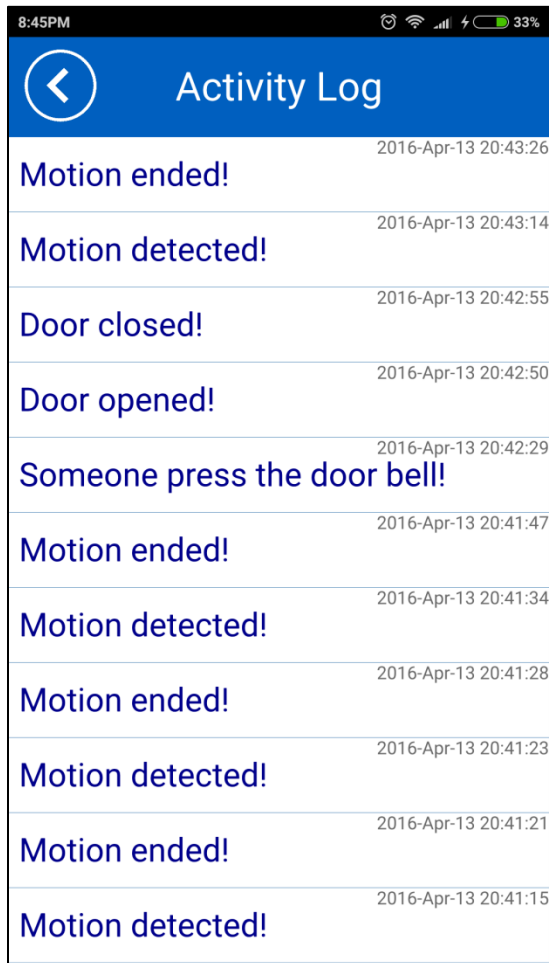 8:45PM 33%
Activity Log
2016-Apr-13 20:43:26
Motion ended!
2016-Apr-13 20:43:14
Motion detected!
2016-Apr-13 20:42:55
Door closed!
2016-Apr-13 20:42:50
Door opened!
2016-Apr-13 20:42:29
Someone press the door bell!
2016-Apr-13 20:41:47
Motion ended!
2016-Apr-13 20:41:34
Motion detected!
2016-Apr-13 20:41:28
Motion ended!
2016-Apr-13 20:41:23
Motion detected!
2016-Apr-13 20:41:21
Motion ended!
2016-Apr-13 20:41:15
Motion detected!